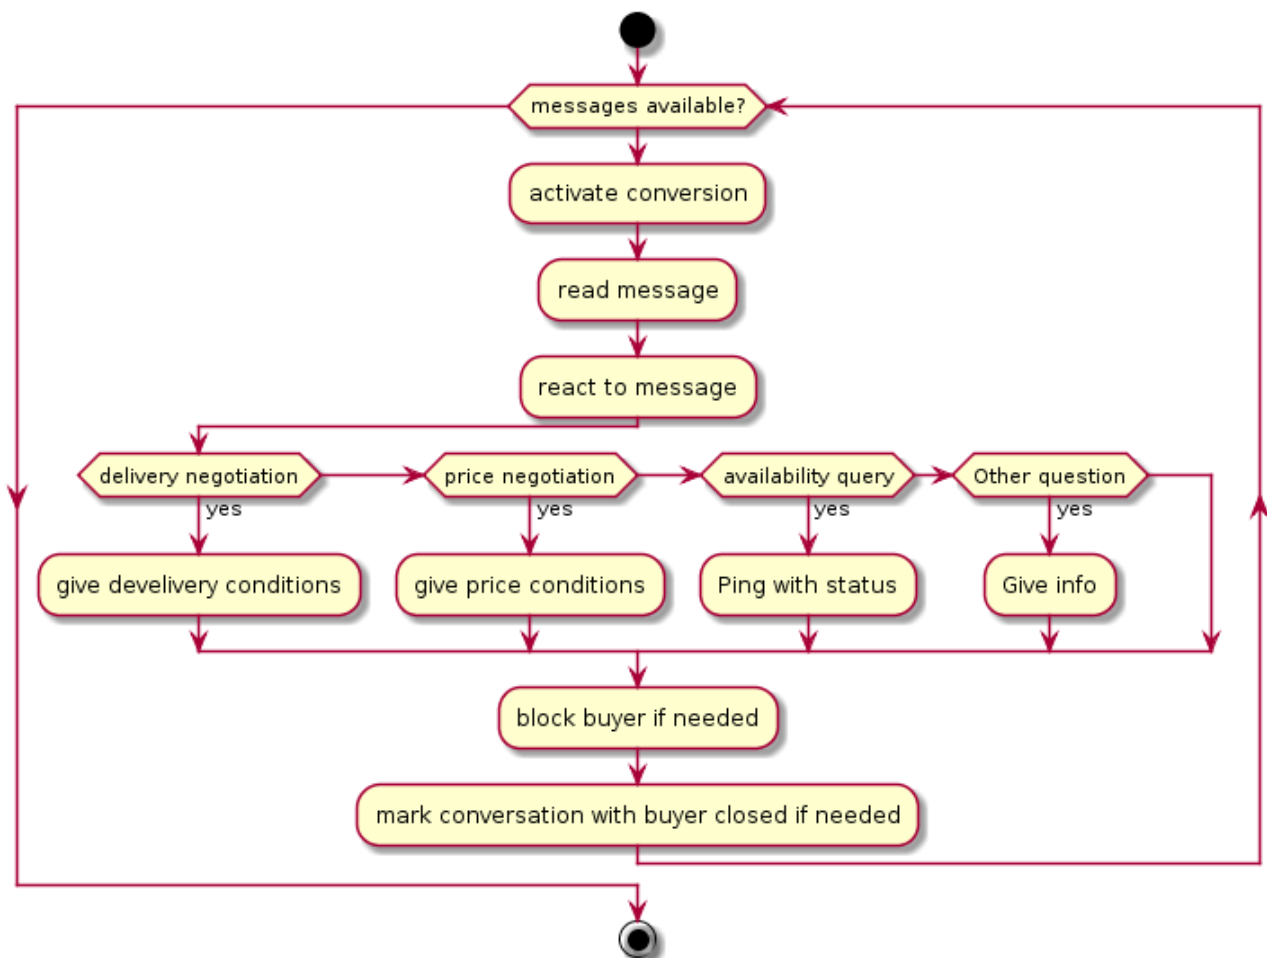 messages available?
activate conversion
read message
react to message
delivery negotiation
price negotiation
availability query
Other question
yes
yes
yes
yes
give develivery conditions
give price conditions
Ping with status
Give info
block buyer if needed
mark conversation with buyer closed if needed